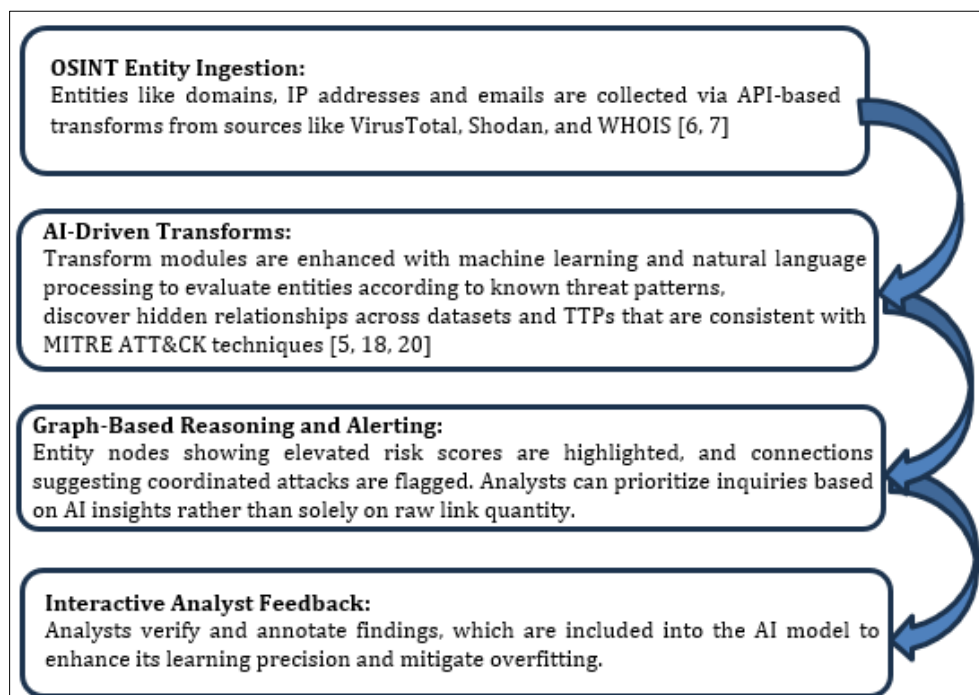 OSINT Entity Ingestion:
Entities like domains, IP addresses and emails are collected via API-based
transforms from sources like VirusTotal, Shodan, and WHOIS [6, 7]
AI-Driven Transforms:
Transform modules are enhanced with machine learning and natural language
processing to evaluate entities according to known threat patterns,
discover hidden relationships across datasets and TTPs that are consistent with
MITRE ATT&CK techniques [5, 18, 20]
Graph-Based Reasoning and Alerting:
Entity nodes showing elevated risk scores are highlighted, and connections
suggesting coordinated attacks are flagged. Analysts can prioritize inquiries based
on AI insights rather than solely on raw link quantity.
Interactive Analyst Feedback:
Analysts verify and annotate findings, which are included into the AI model to
enhance its learning precision and mitigate overfitting.